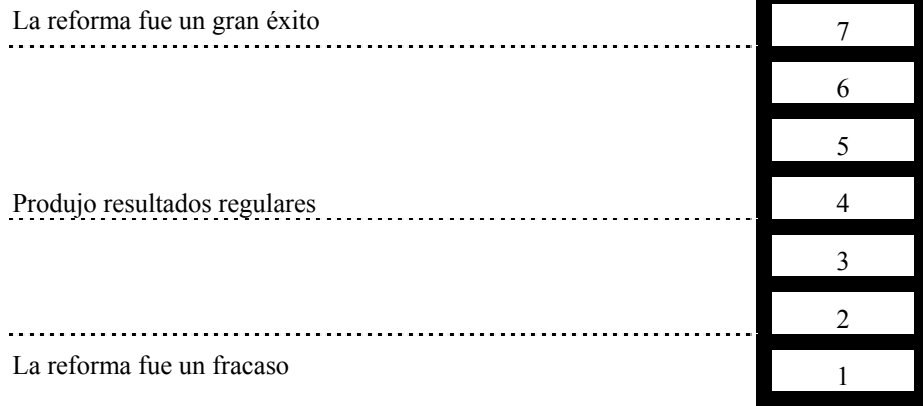 La reforma fue un gran éxito 7
6
5
Produjo resultados regulares 4
3
2
La reforma fue un fracaso 1